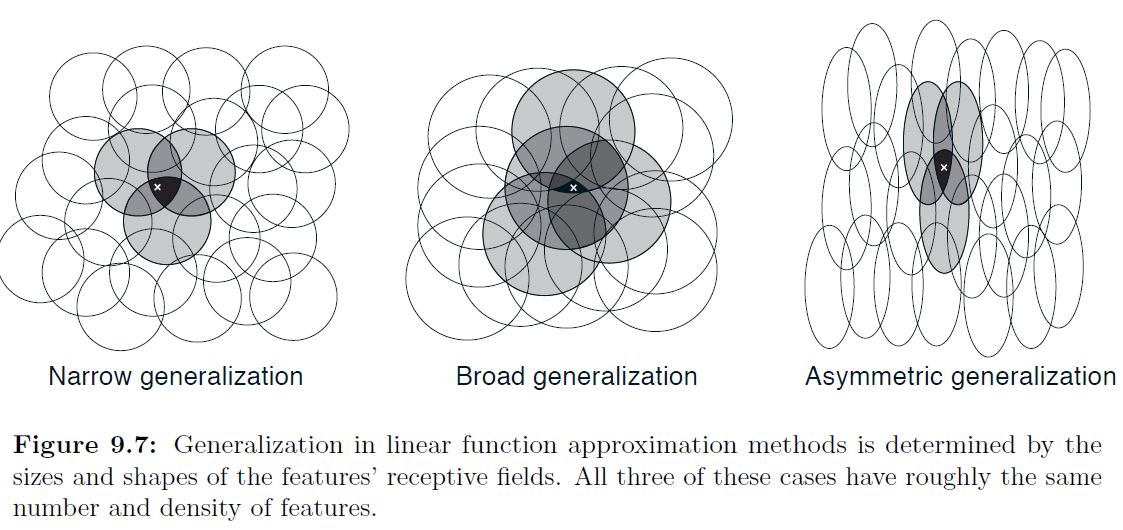 Narrow generalization
Broad generalization
Asymmetric generalization
Figure 9.7: Generalization in linear function approximation methods is determined by the
sizes and shapes of the features' receptive fields. All three of these cases have roughly the same
number and density of features.